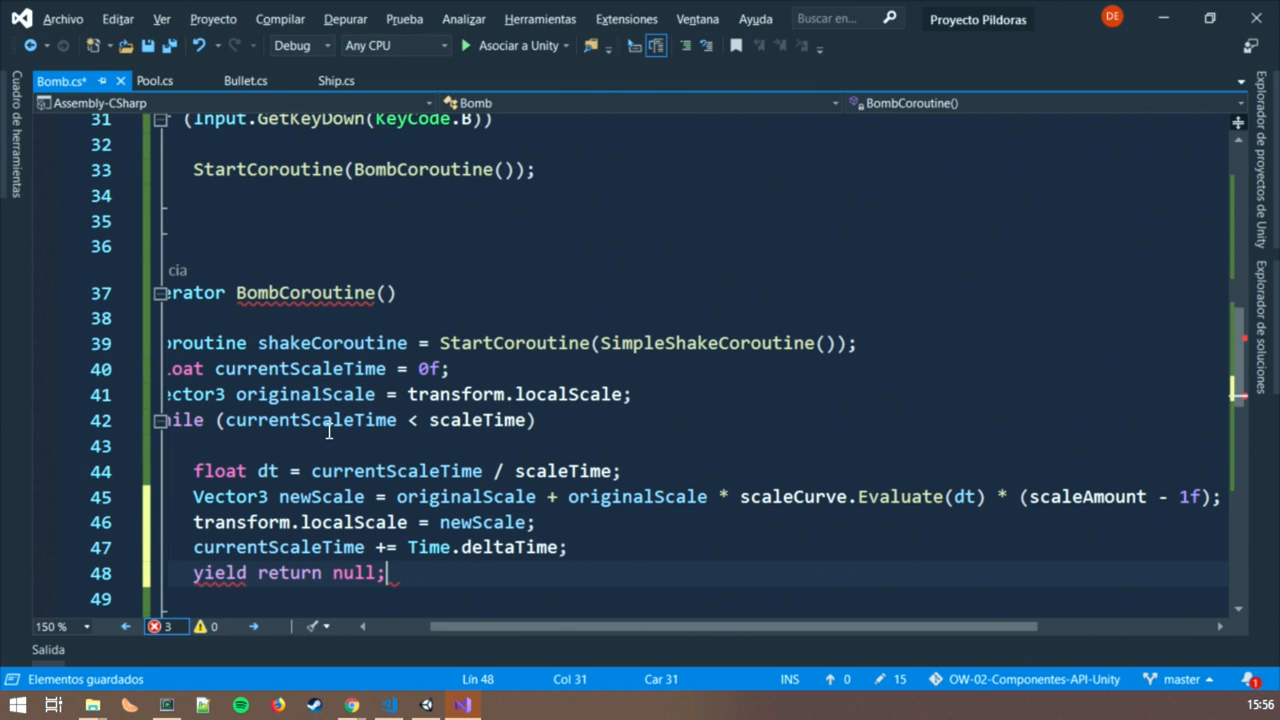 Archivo Editar Ver Proyecto Compilar Depurar Prueba Analizar Herramientas Extensiones Ventana Ayuda Buscar en... Proyecto Pildoras DE
Debug Any CPU Asociar a Unity
Bomb.cs* Pool.cs Bullet.cs Ship.cs
Assembly-CSharp Bomb BombCoroutine()
Cuadro de herramientas
Explorador de proyectos de Unity
Explorador de soluciones
31 (Input.GetKeyDown(KeyCode.B))
32
33 StartCoroutine(BombCoroutine());
34
35
36
cia
37 erator BombCoroutine()
38
39 oroutine shakeCoroutine = StartCoroutine(SimpleShakeCoroutine());
40 loat currentScaleTime = 0f;
41 ector3 originalScale = transform.localScale;
42 hile (currentScaleTime < scaleTime)
43
44 float dt = currentScaleTime / scaleTime;
45 Vector3 newScale = originalScale + originalScale * scaleCurve.Evaluate(dt) * (scaleAmount - 1f);
46 transform.localScale = newScale;
47 currentScaleTime += Time.deltaTime;
48 yield return null;
49
150 % 3 0
Salida
Elementos guardados Lín 48 Col 31 Car 31 INS 0 15 OW-02-Componentes-API-Unity master 1
15:56